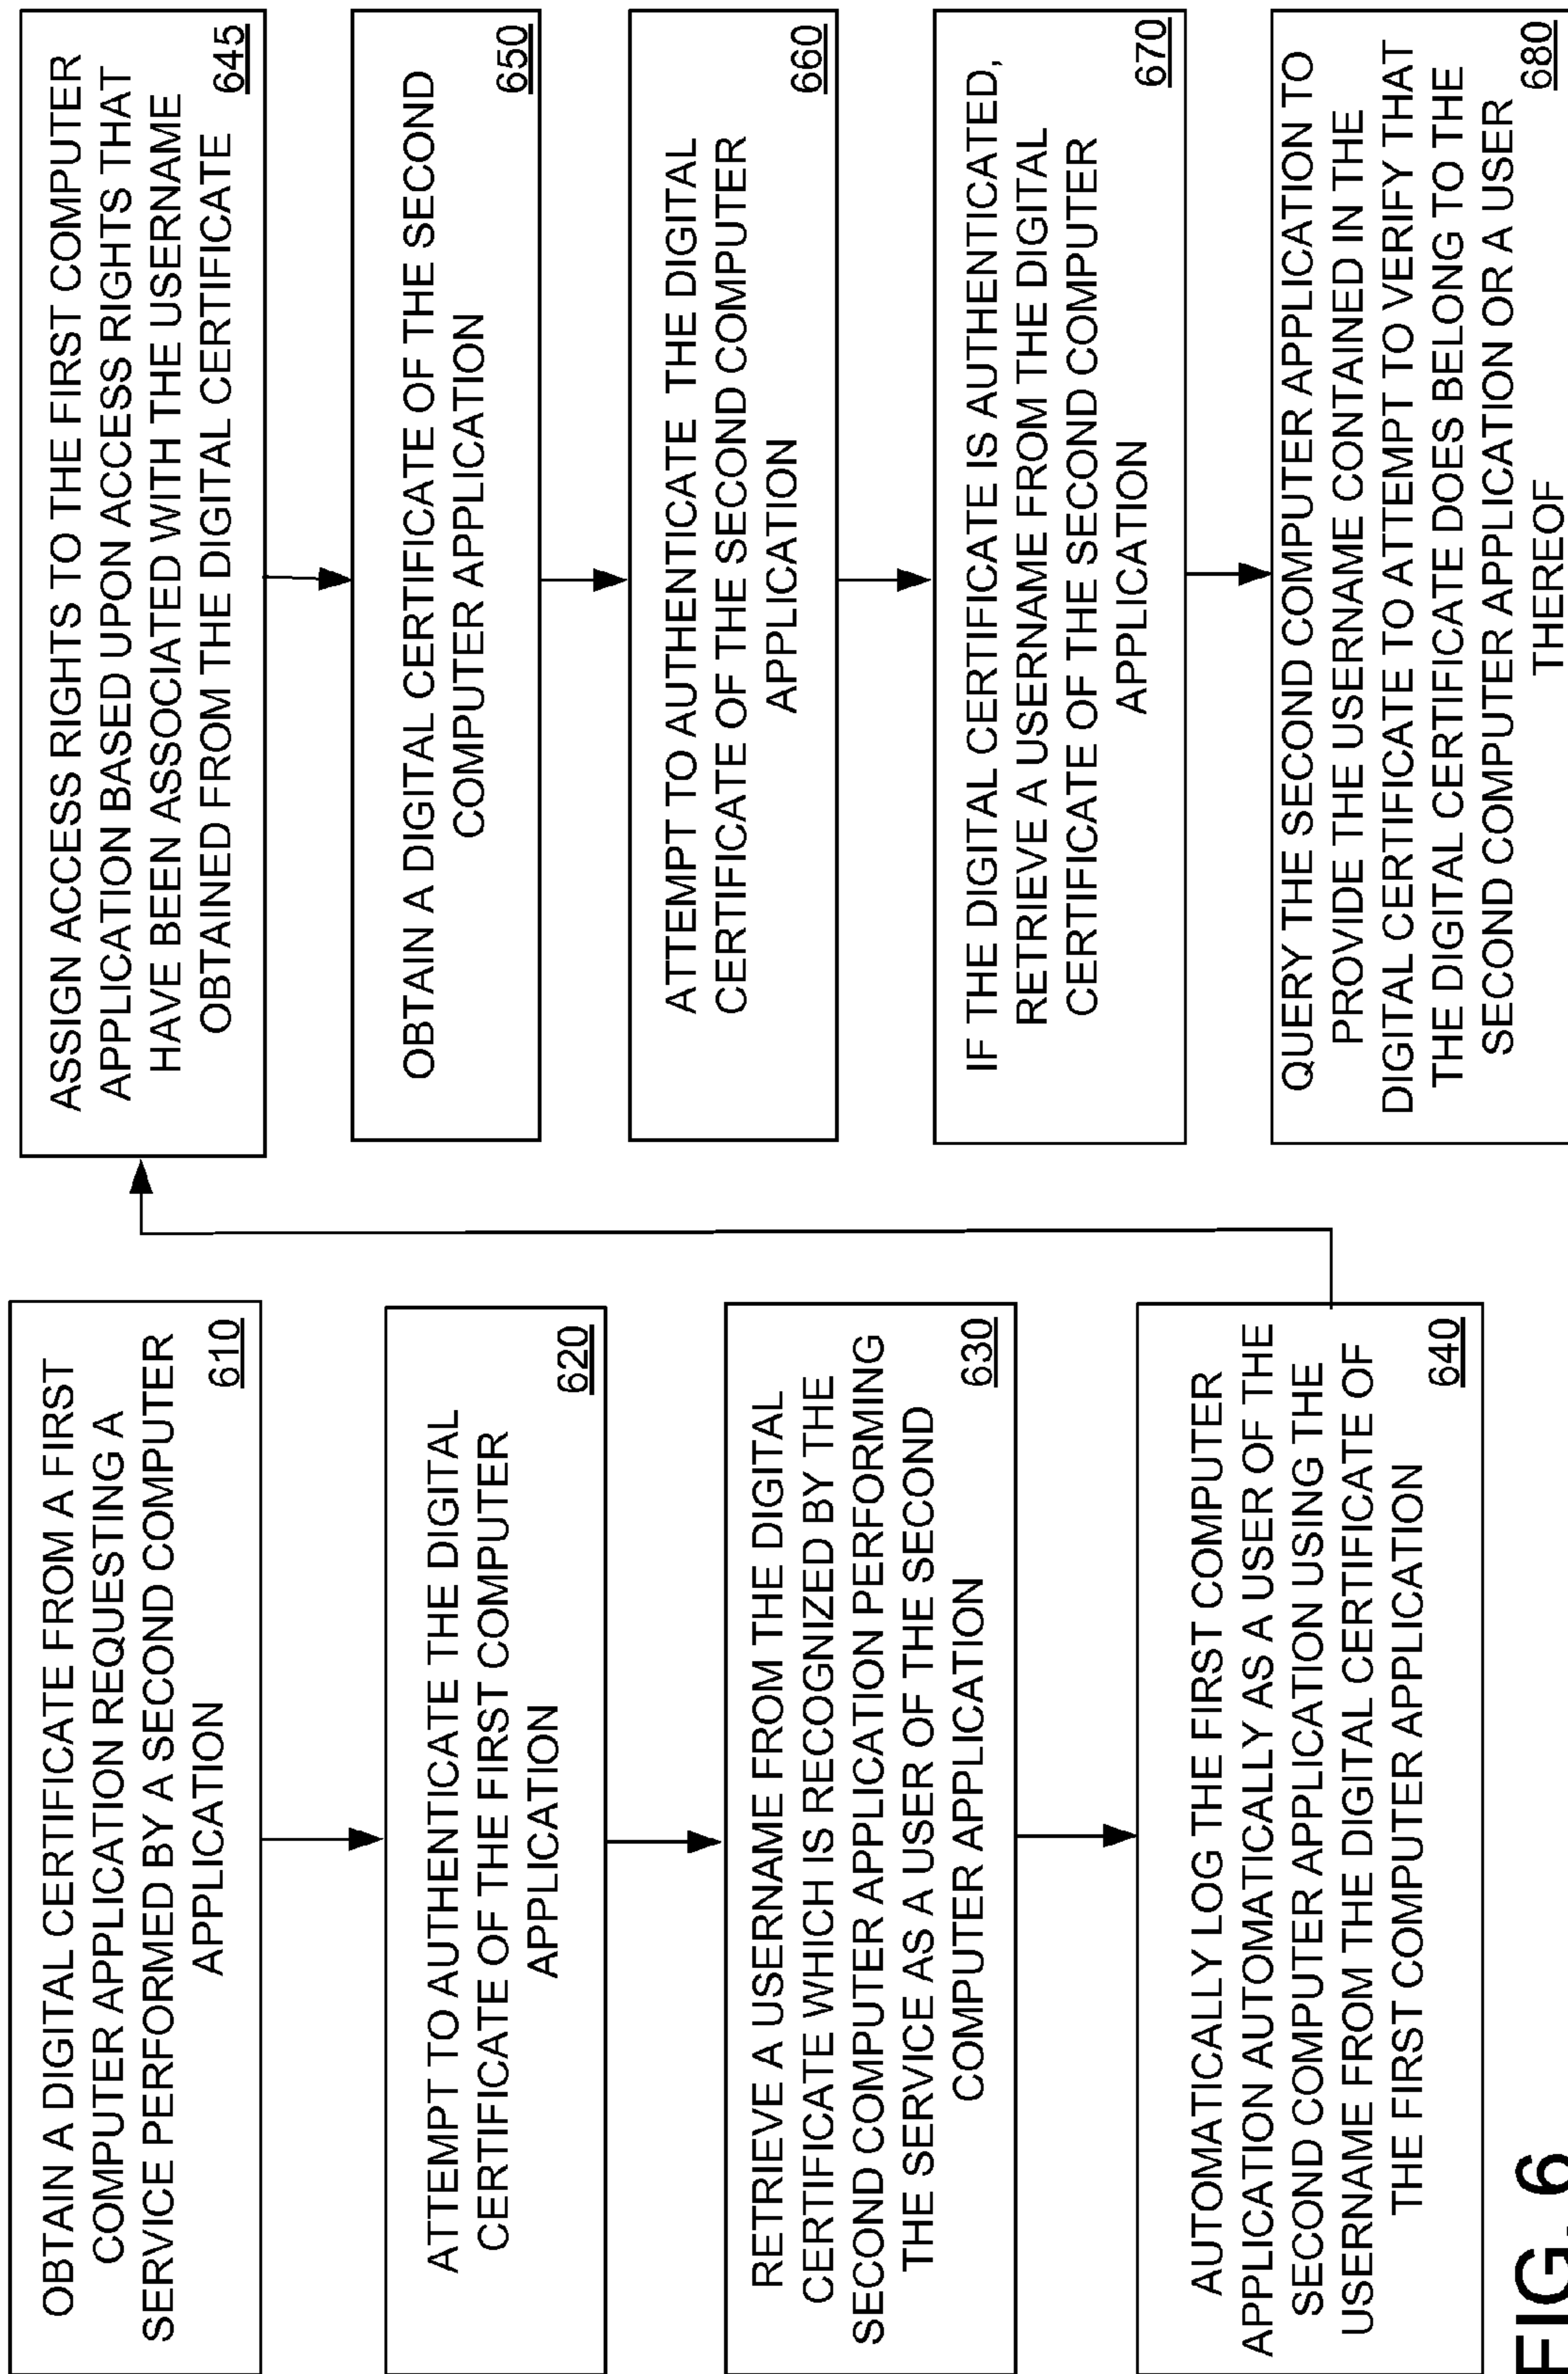 OBTAIN A DIGITAL CERTIFICATE FROM A FIRST
COMPUTER APPLICATION REQUESTING A
SERVICE PERFORMED BY A SECOND COMPUTER
APPLICATION
610
ATTEMPT TO AUTHENTICATE THE DIGITAL
CERTIFICATE OF THE FIRST COMPUTER
APPLICATION
620
RETRIEVE A USERNAME FROM THE DIGITAL
CERTIFICATE WHICH IS RECOGNIZED BY THE
SECOND COMPUTER APPLICATION PERFORMING
THE SERVICE AS A USER OF THE SECOND
COMPUTER APPLICATION
630
AUTOMATICALLY LOG THE FIRST COMPUTER
APPLICATION AUTOMATICALLY AS A USER OF THE
SECOND COMPUTER APPLICATION USING THE
USERNAME FROM THE DIGITAL CERTIFICATE OF
THE FIRST COMPUTER APPLICATION
640
ASSIGN ACCESS RIGHTS TO THE FIRST COMPUTER
APPLICATION BASED UPON ACCESS RIGHTS THAT
HAVE BEEN ASSOCIATED WITH THE USERNAME
OBTAINED FROM THE DIGITAL CERTIFICATE
645
OBTAIN A DIGITAL CERTIFICATE OF THE SECOND
COMPUTER APPLICATION
650
ATTEMPT TO AUTHENTICATE THE DIGITAL
CERTIFICATE OF THE SECOND COMPUTER
APPLICATION
660
IF THE DIGITAL CERTIFICATE IS AUTHENTICATED,
RETRIEVE A USERNAME FROM THE DIGITAL
CERTIFICATE OF THE SECOND COMPUTER
APPLICATION
670
QUERY THE SECOND COMPUTER APPLICATION TO
PROVIDE THE USERNAME CONTAINED IN THE
DIGITAL CERTIFICATE TO ATTEMPT TO VERIFY THAT
THE DIGITAL CERTIFICATE DOES BELONG TO THE
SECOND COMPUTER APPLICATION OR A USER
THEREOF
680
FIG. 6